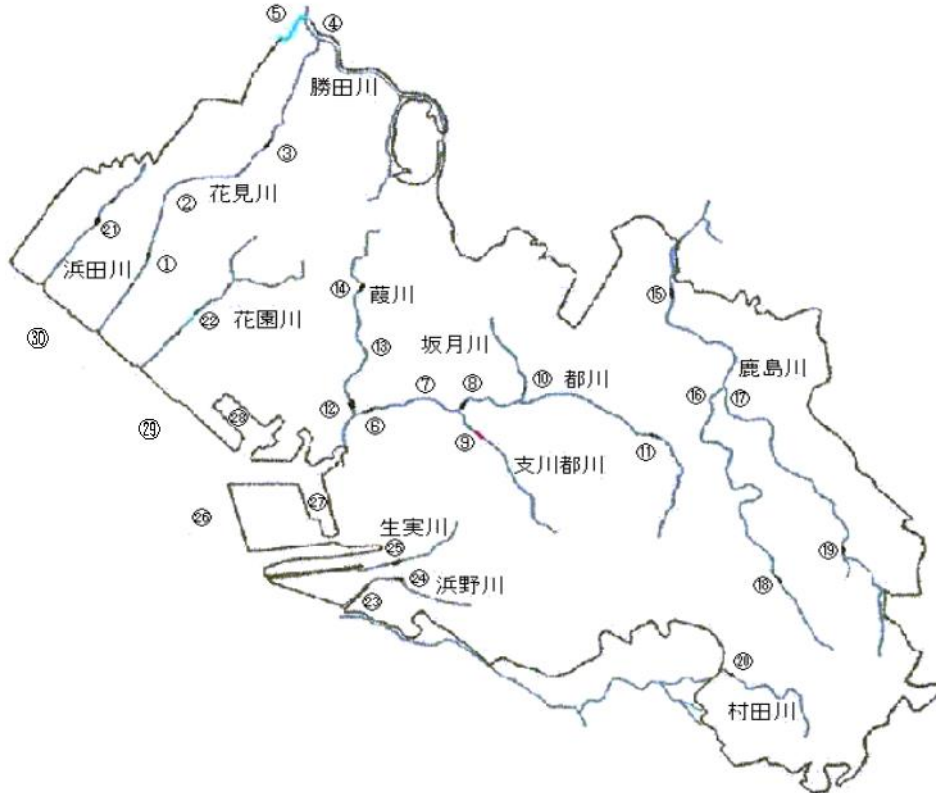 ⑤
④
勝田川
③
②
花見川
㉑
浜田川
①
㉒
花園川
㉚
⑭
葭川
⑮
坂月川
⑬
鹿島川
⑦
⑧
⑩
都川
⑯
⑰
㉙
㉘
⑫
⑥
⑨
支川都川
⑪
㉖
㉗
生実川
㉕
⑲
㉔
浜野川
⑱
㉓
⑳
村田川